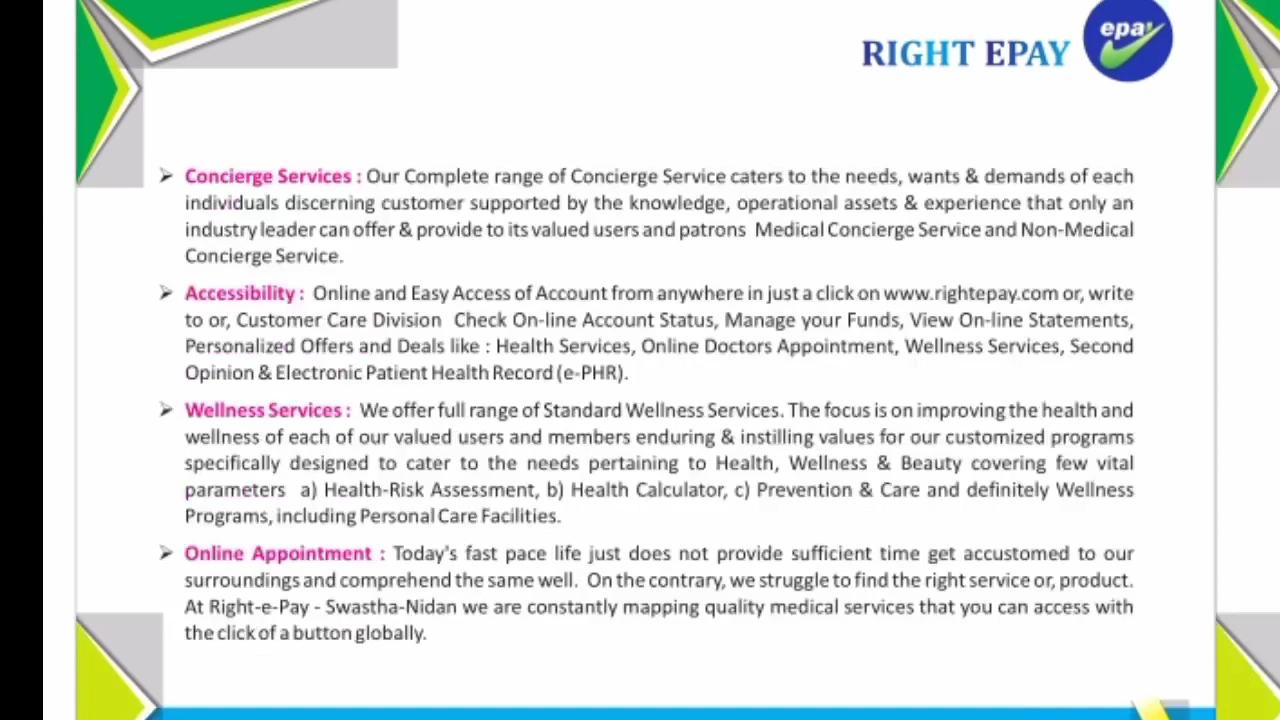 RIGHT EPAY
epay
➢ Concierge Services : Our Complete range of Concierge Service caters to the needs, wants & demands of each
individuals discerning customer supported by the knowledge, operational assets & experience that only an
industry leader can offer & provide to its valued users and patrons Medical Concierge Service and Non-Medical
Concierge Service.
➢ Accessibility : Online and Easy Access of Account from anywhere in just a click on www.rightepay.com or, write
to or, Customer Care Division Check On-line Account Status, Manage your Funds, View On-line Statements,
Personalized Offers and Deals like : Health Services, Online Doctors Appointment, Wellness Services, Second
Opinion & Electronic Patient Health Record (e-PHR).
➢ Wellness Services : We offer full range of Standard Wellness Services. The focus is on improving the health and
wellness of each of our valued users and members enduring & instilling values for our customized programs
specifically designed to cater to the needs pertaining to Health, Wellness & Beauty covering few vital
parameters a) Health-Risk Assessment, b) Health Calculator, c) Prevention & Care and definitely Wellness
Programs, including Personal Care Facilities.
➢ Online Appointment : Today's fast pace life just does not provide sufficient time get accustomed to our
surroundings and comprehend the same well. On the contrary, we struggle to find the right service or, product.
At Right-e-Pay - Swastha-Nidan we are constantly mapping quality medical services that you can access with
the click of a button globally.